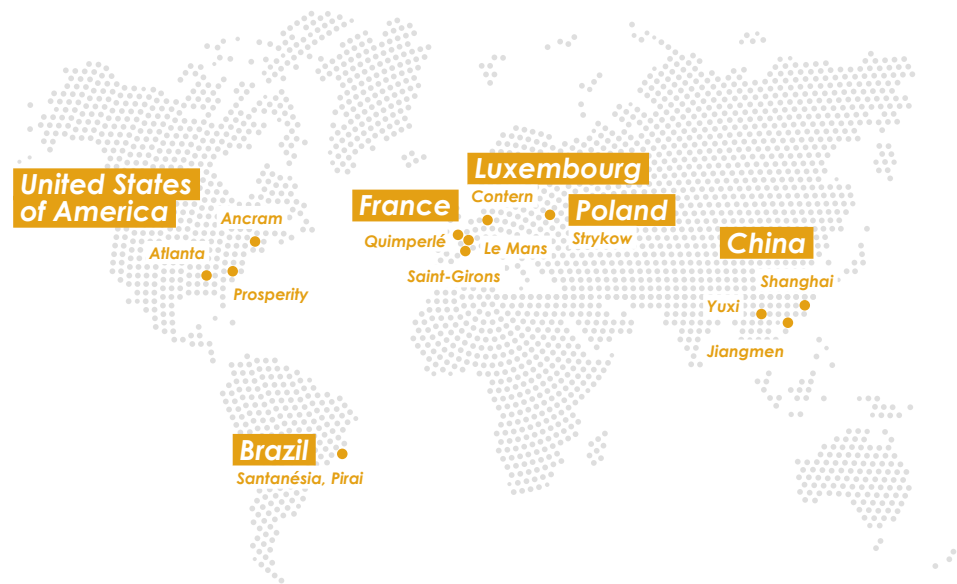 United States
of America
Ancram
Atlanta
Prosperity
Brazil
Santanésia, Pirai
Luxembourg
Contern
France
Quimperlé
Le Mans
Saint-Girons
Poland
Strykow
China
Shanghai
Yuxi
Jiangmen